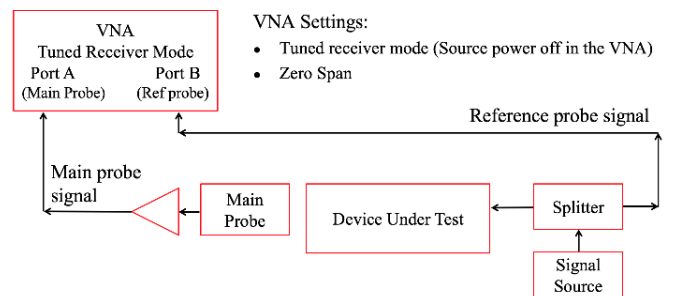 VNA
Tuned Receiver Mode
Port A Port B
(Main Probe) (Ref probe)
VNA Settings:
• Tuned receiver mode (Source power off in the VNA)
• Zero Span
Reference probe signal
Main probe
signal
Main
Probe
Device Under Test
Splitter
Signal
Source